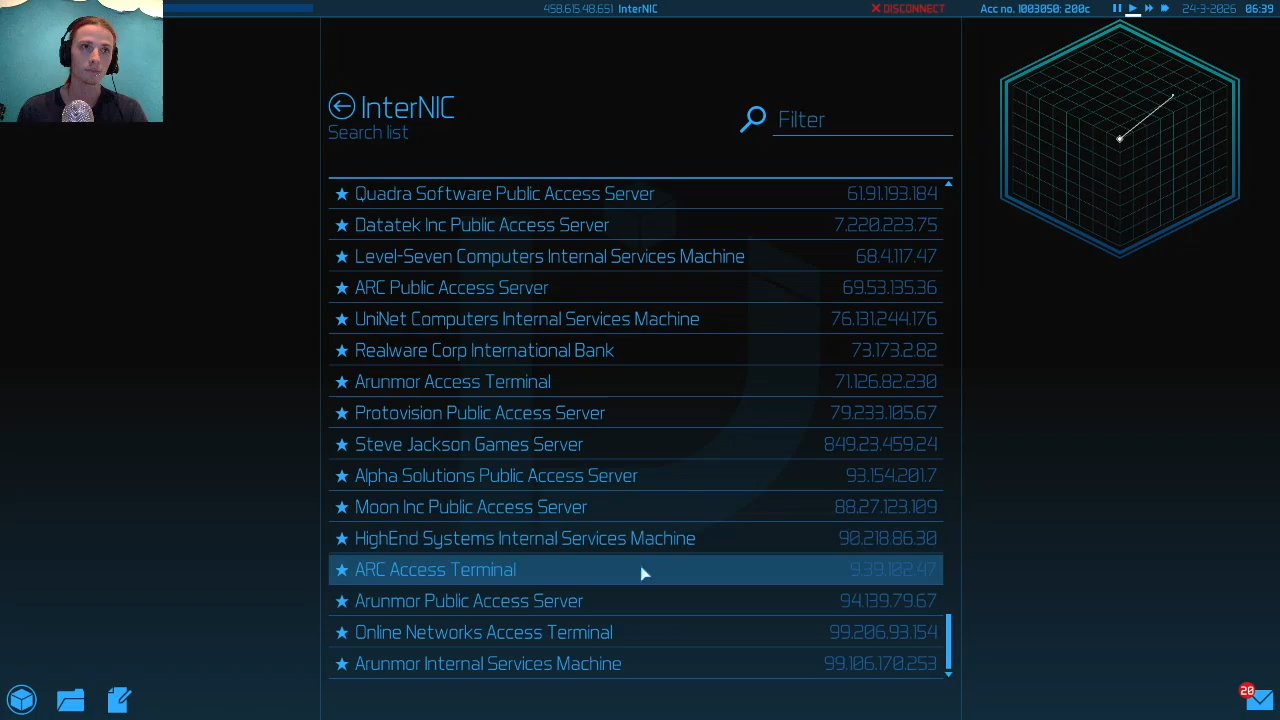 458.615.48.651 InterNIC
DISCONNECT
Acc no. 1003050: 200c
24-3-2026 06:39
InterNIC
Search list
Filter
Quadra Software Public Access Server 61.91.193.184
Datatek Inc Public Access Server 7.220.223.75
Level-Seven Computers Internal Services Machine 68.4.117.47
ARC Public Access Server 69.53.135.36
UniNet Computers Internal Services Machine 76.131.244.176
Realware Corp International Bank 73.173.2.82
Arunmor Access Terminal 71.126.82.230
Protovision Public Access Server 79.233.105.67
Steve Jackson Games Server 849.23.459.24
Alpha Solutions Public Access Server 93.154.201.7
Moon Inc Public Access Server 88.27.123.109
HighEnd Systems Internal Services Machine 90.218.86.30
ARC Access Terminal 9.39.102.47
Arunmor Public Access Server 94.139.79.67
Online Networks Access Terminal 99.206.93.154
Arunmor Internal Services Machine 99.106.170.253
20